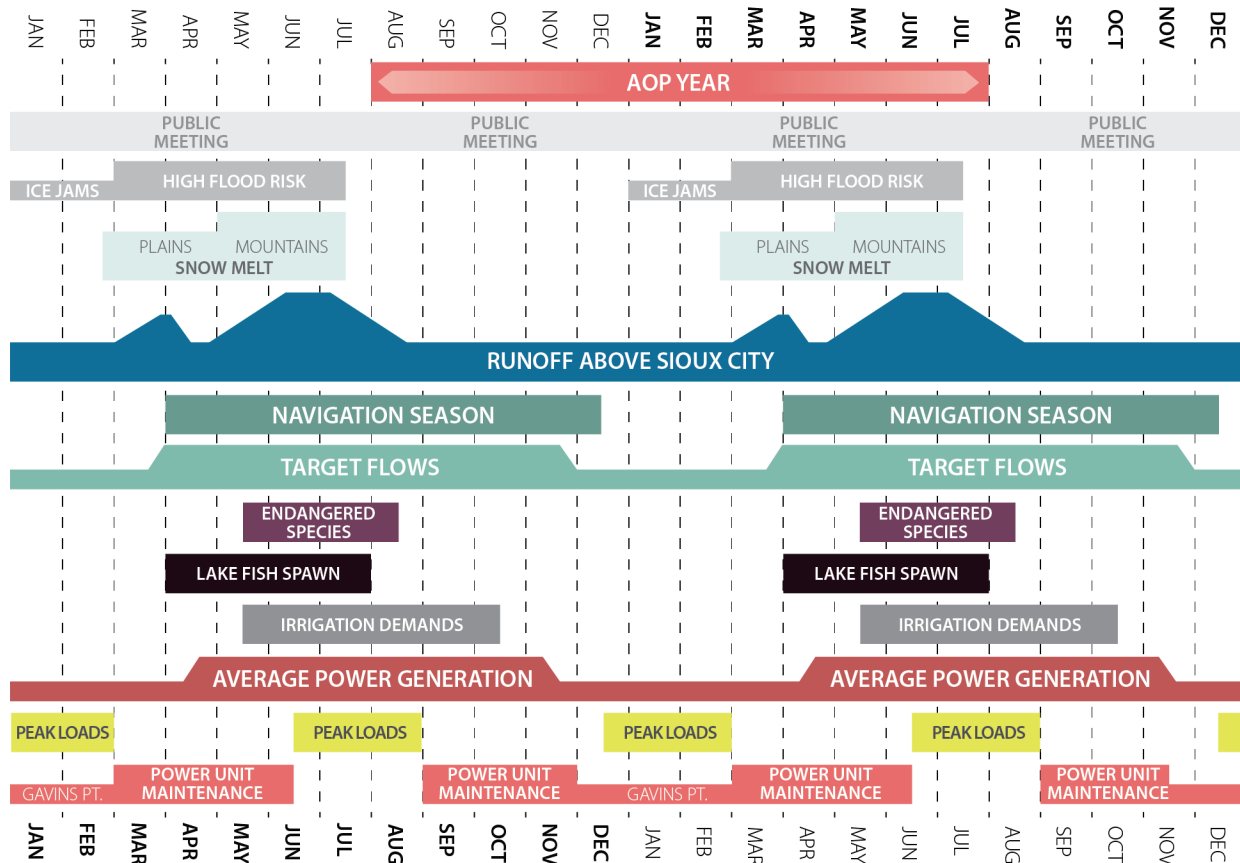 JAN FEB MAR APR MAY JUN JUL AUG SEP OCT NOV DEC JAN FEB MAR APR MAY JUN JUL AUG SEP OCT NOV DEC
AOP YEAR
PUBLIC MEETING PUBLIC MEETING PUBLIC MEETING PUBLIC MEETING
ICE JAMS HIGH FLOOD RISK ICE JAMS HIGH FLOOD RISK
PLAINS MOUNTAINS PLAINS MOUNTAINS
SNOW MELT SNOW MELT
RUNOFF ABOVE SIOUX CITY
NAVIGATION SEASON NAVIGATION SEASON
TARGET FLOWS TARGET FLOWS
ENDANGERED SPECIES ENDANGERED SPECIES
LAKE FISH SPAWN LAKE FISH SPAWN
IRRIGATION DEMANDS IRRIGATION DEMANDS
AVERAGE POWER GENERATION AVERAGE POWER GENERATION
PEAK LOADS PEAK LOADS PEAK LOADS PEAK LOADS
GAVINS PT. POWER UNIT MAINTENANCE POWER UNIT MAINTENANCE GAVINS PT. POWER UNIT MAINTENANCE POWER UNIT MAINTENANCE
JAN FEB MAR APR MAY JUN JUL AUG SEP OCT NOV DEC JAN FEB MAR APR MAY JUN JUL AUG SEP OCT NOV DEC